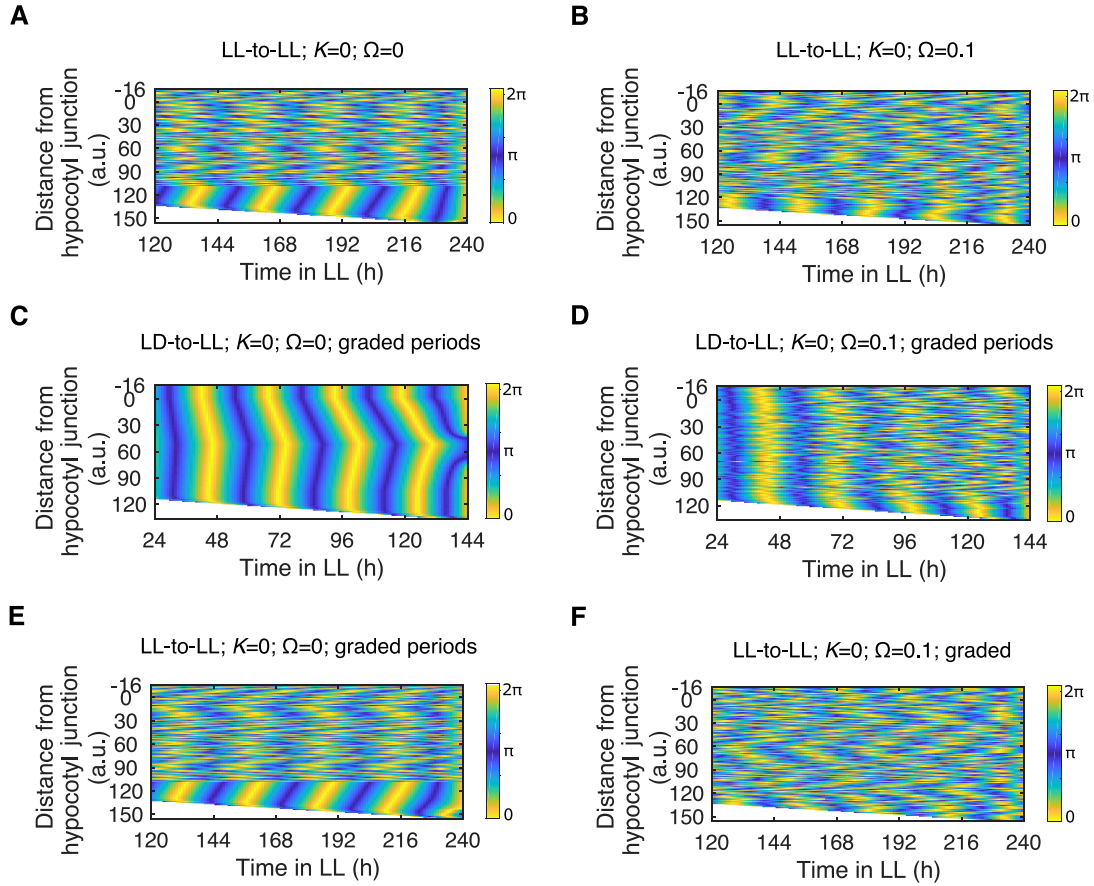 A
LL-to-LL; K=0; Ω=0
Distance from
hypocotyl junction
(a.u.)
-16
0
30
60
90
120
150
120 144 168 192 216 240
Time in LL (h)
2π
π
0
B
LL-to-LL; K=0; Ω=0.1
Distance from
hypocotyl junction
(a.u.)
-16
0
30
60
90
120
150
120 144 168 192 216 240
Time in LL (h)
2π
π
0
C
LD-to-LL; K=0; Ω=0; graded periods
Distance from
hypocotyl junction
(a.u.)
-16
0
30
60
90
120
24 48 72 96 120 144
Time in LL (h)
2π
π
0
D
LD-to-LL; K=0; Ω=0.1; graded periods
Distance from
hypocotyl junction
(a.u.)
-16
0
30
60
90
120
24 48 72 96 120 144
Time in LL (h)
2π
π
0
E
LL-to-LL; K=0; Ω=0; graded periods
Distance from
hypocotyl junction
(a.u.)
-16
0
30
60
90
120
150
120 144 168 192 216 240
Time in LL (h)
2π
π
0
F
LL-to-LL; K=0; Ω=0.1; graded
Distance from
hypocotyl junction
(a.u.)
-16
0
30
60
90
120
150
120 144 168 192 216 240
Time in LL (h)
2π
π
0